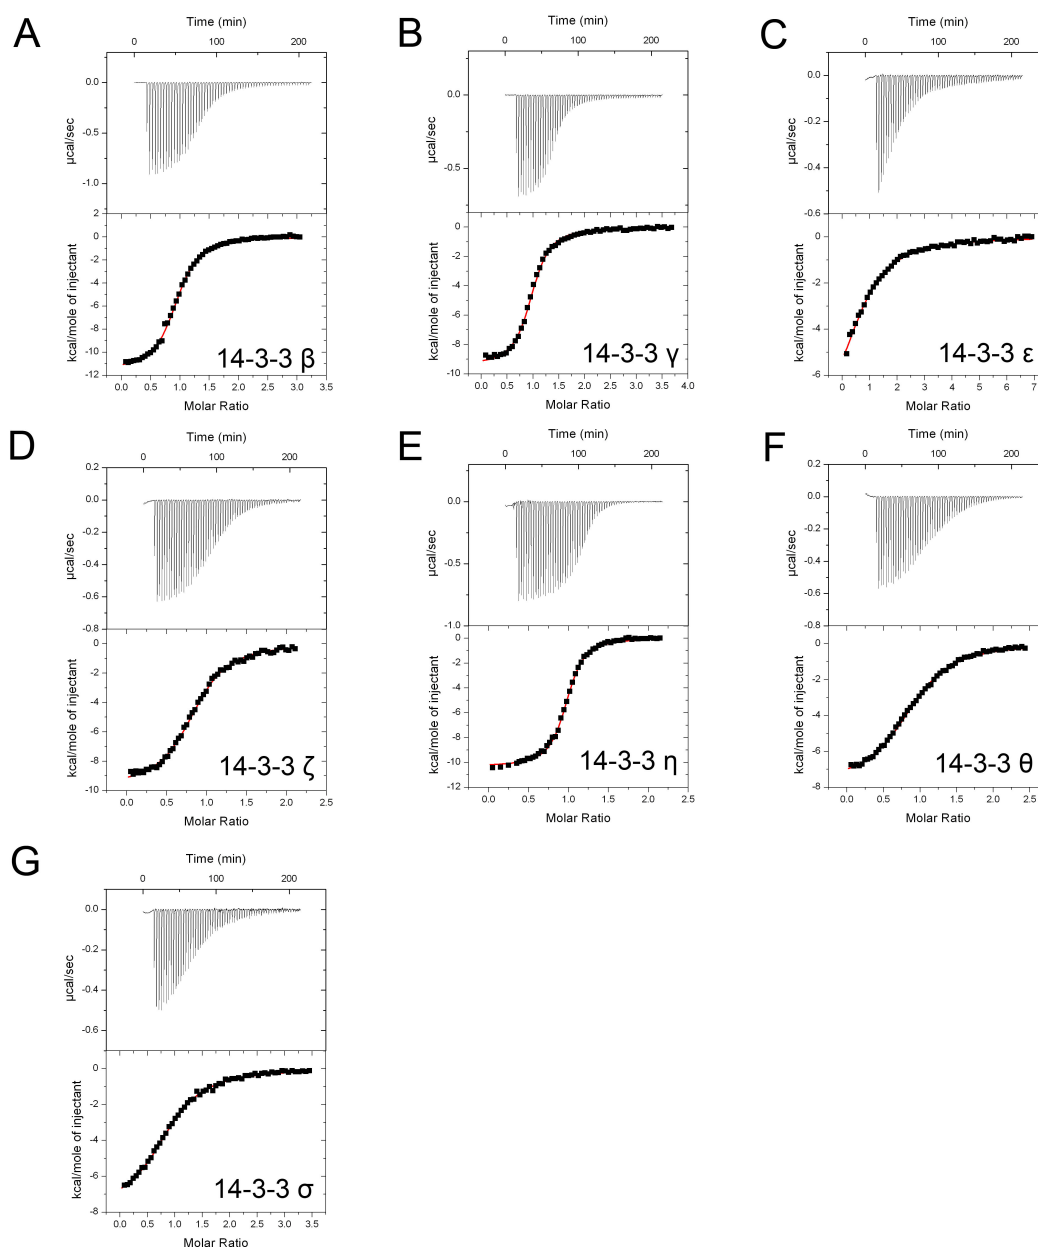 A
Time (min)
0 100 200
0.0
-0.5
-1.0
µcal/sec
2
0
-2
-4
-6
-8
-10
-12
kcal/mole of injectant
14-3-3 β
0.0 0.5 1.0 1.5 2.0 2.5 3.0 3.5
Molar Ratio
B
Time (min)
0 100 200
0.0
-0.5
µcal/sec
0
-2
-4
-6
-8
-10
kcal/mole of injectant
14-3-3 γ
0.0 0.5 1.0 1.5 2.0 2.5 3.0 3.5 4.0
Molar Ratio
C
Time (min)
0 100 200
0.0
-0.2
-0.4
-0.6
µcal/sec
0
-2
-4
-6
kcal/mole of injectant
14-3-3 ε
0 1 2 3 4 5 6 7
Molar Ratio
D
Time (min)
0 100 200
0.2
0.0
-0.2
-0.4
-0.6
-0.8
µcal/sec
0
-2
-4
-6
-8
-10
kcal/mole of injectant
14-3-3 ζ
0.0 0.5 1.0 1.5 2.0 2.5
Molar Ratio
E
Time (min)
0 100 200
0.0
-0.5
-1.0
µcal/sec
0
-2
-4
-6
-8
-10
-12
kcal/mole of injectant
14-3-3 η
0.0 0.5 1.0 1.5 2.0 2.5
Molar Ratio
F
Time (min)
0 100 200
0.2
0.0
-0.2
-0.4
-0.6
-0.8
µcal/sec
0
-2
-4
-6
-8
kcal/mole of injectant
14-3-3 θ
0.0 0.5 1.0 1.5 2.0 2.5
Molar Ratio
G
Time (min)
0 100 200
0.0
-0.2
-0.4
-0.6
µcal/sec
0
-2
-4
-6
-8
kcal/mole of injectant
14-3-3 σ
0.0 0.5 1.0 1.5 2.0 2.5 3.0 3.5
Molar Ratio